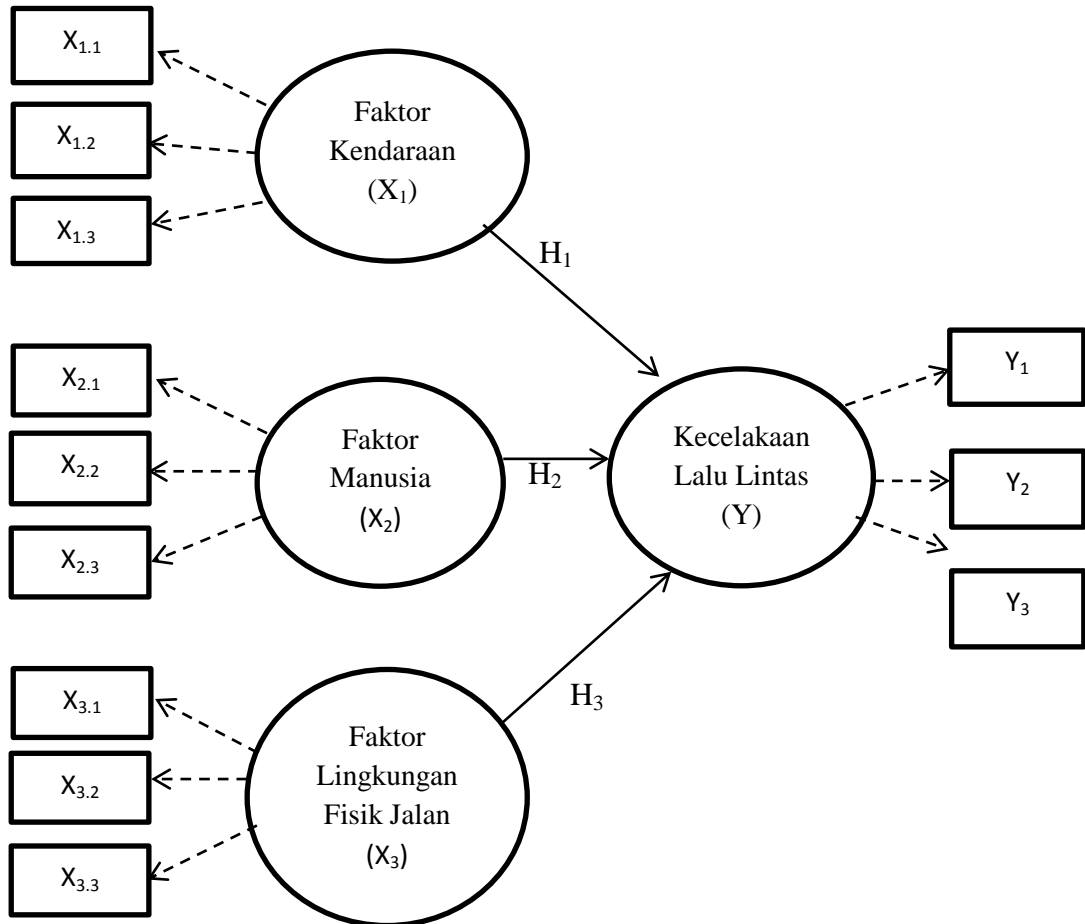 X1.1
X1.2
X1.3
Faktor
Kendaraan
(X1)
H1
X2.1
X2.2
X2.3
Faktor
Manusia
(X2)
H2
Kecelakaan
Lalu Lintas
(Y)
Y1
Y2
Y3
X3.1
X3.2
X3.3
Faktor
Lingkungan
Fisik Jalan
(X3)
H3